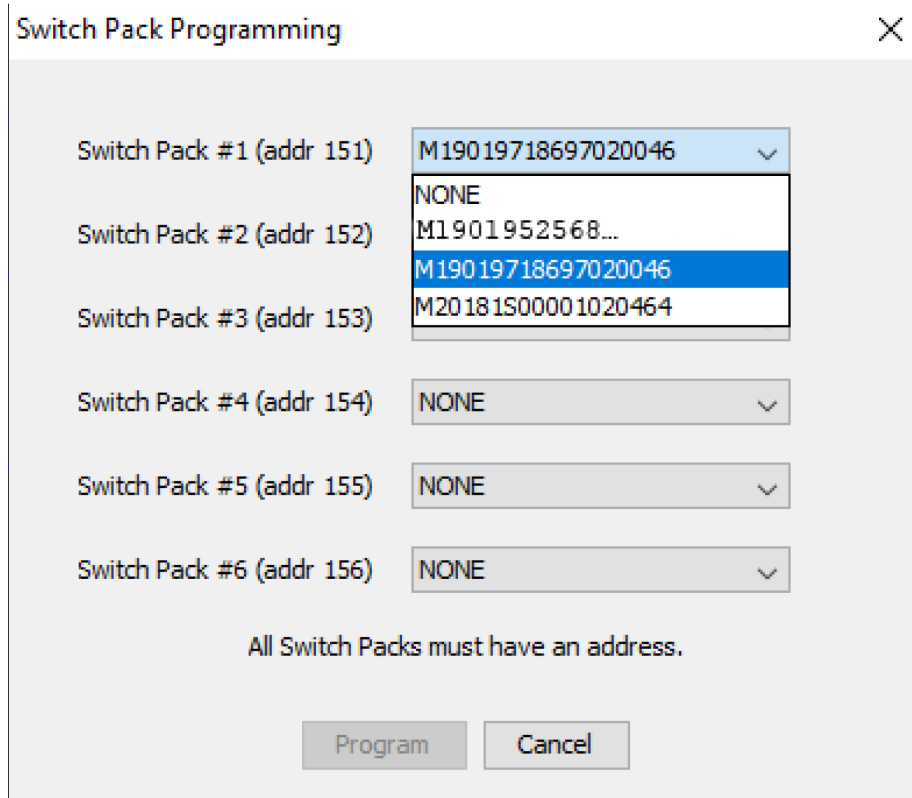 Switch Pack Programming
Switch Pack #1 (addr 151) M19019718697020046
NONE
Switch Pack #2 (addr 152) M1901952568...
M19019718697020046
Switch Pack #3 (addr 153) M20181S00001020464
Switch Pack #4 (addr 154) NONE
Switch Pack #5 (addr 155) NONE
Switch Pack #6 (addr 156) NONE
All Switch Packs must have an address.
Program Cancel